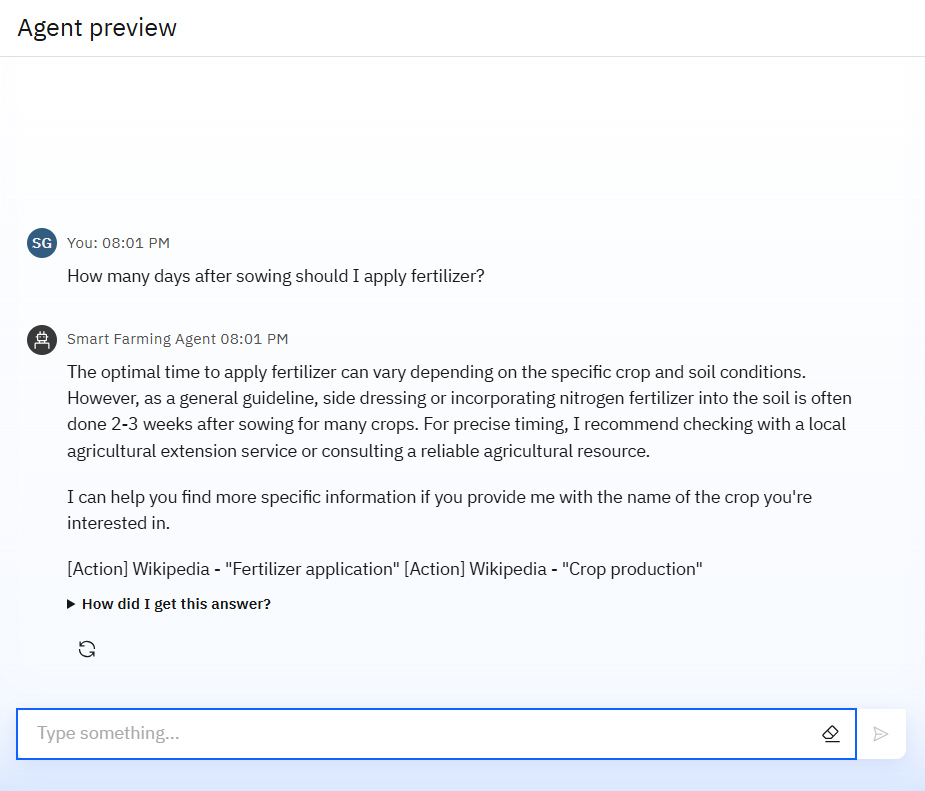 Agent preview
SG You: 08:01 PM
How many days after sowing should I apply fertilizer?
Smart Farming Agent 08:01 PM
The optimal time to apply fertilizer can vary depending on the specific crop and soil conditions.
However, as a general guideline, side dressing or incorporating nitrogen fertilizer into the soil is often
done 2-3 weeks after sowing for many crops. For precise timing, I recommend checking with a local
agricultural extension service or consulting a reliable agricultural resource.
I can help you find more specific information if you provide me with the name of the crop you're
interested in.
[Action] Wikipedia - "Fertilizer application" [Action] Wikipedia - "Crop production"
How did I get this answer?
Type something...